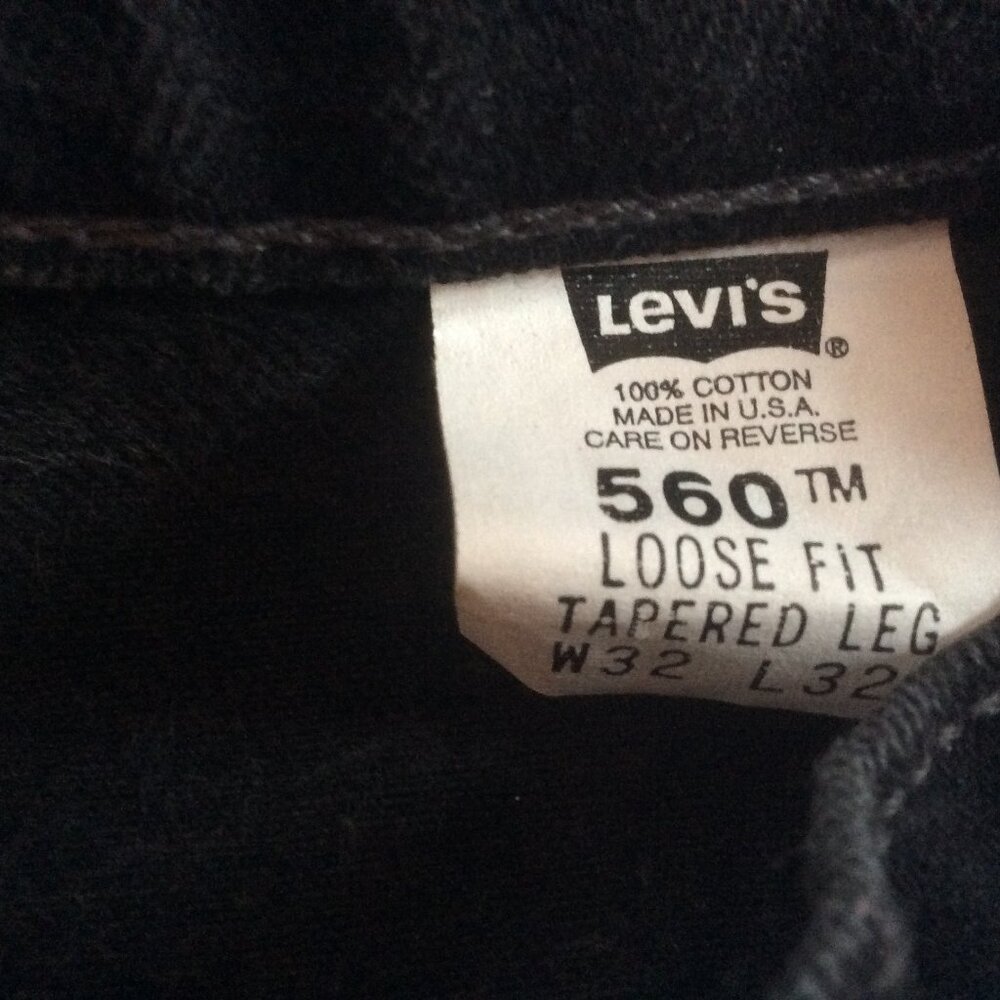 Levi's ®
100% COTTON
MADE IN U.S.A.
CARE ON REVERSE
560 TM
LOOSE FIT
TAPERED LEG
W32 L32